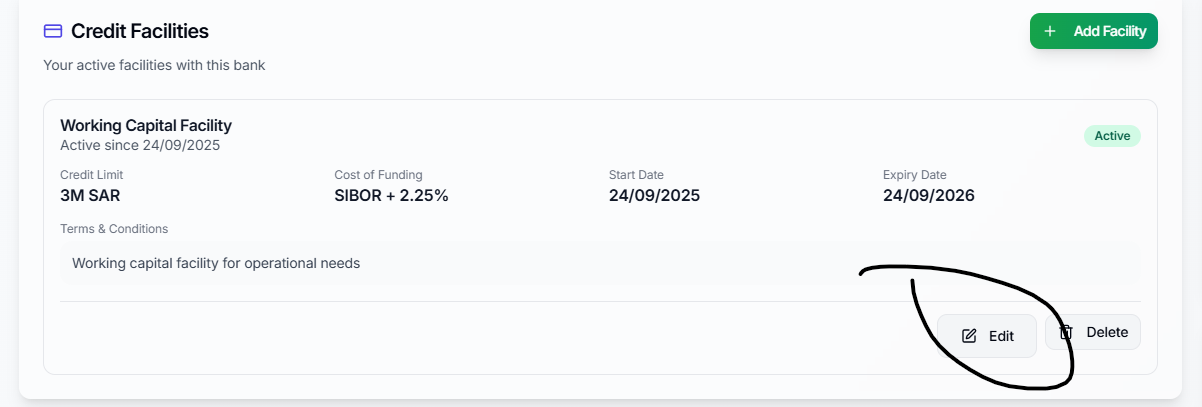 Credit Facilities
+ Add Facility
Your active facilities with this bank
Working Capital Facility
Active since 24/09/2025
Active
Credit Limit
3M SAR
Cost of Funding
SIBOR + 2.25%
Start Date
24/09/2025
Expiry Date
24/09/2026
Terms & Conditions
Working capital facility for operational needs
Edit
Delete